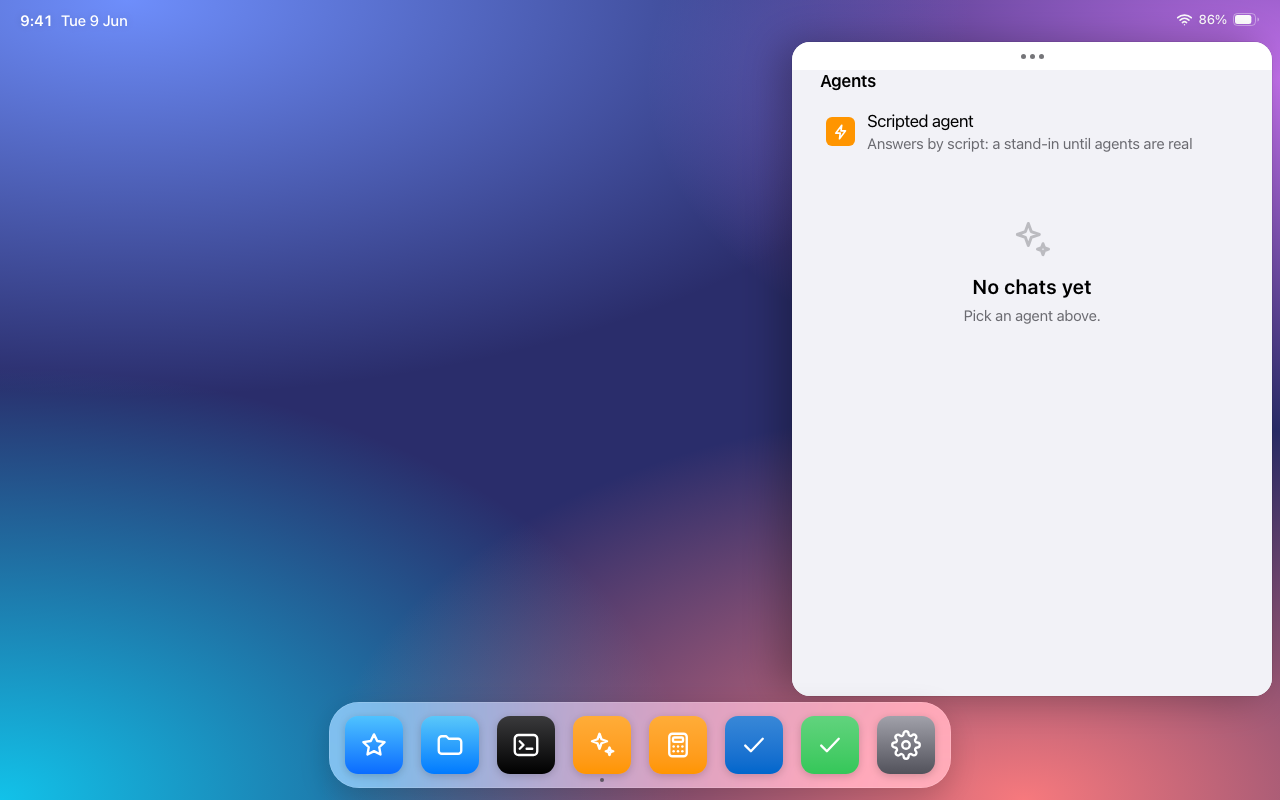 9:41 Tue 9 Jun
86%
Agents
Scripted agent
Answers by script: a stand-in until agents are real
No chats yet
Pick an agent above.